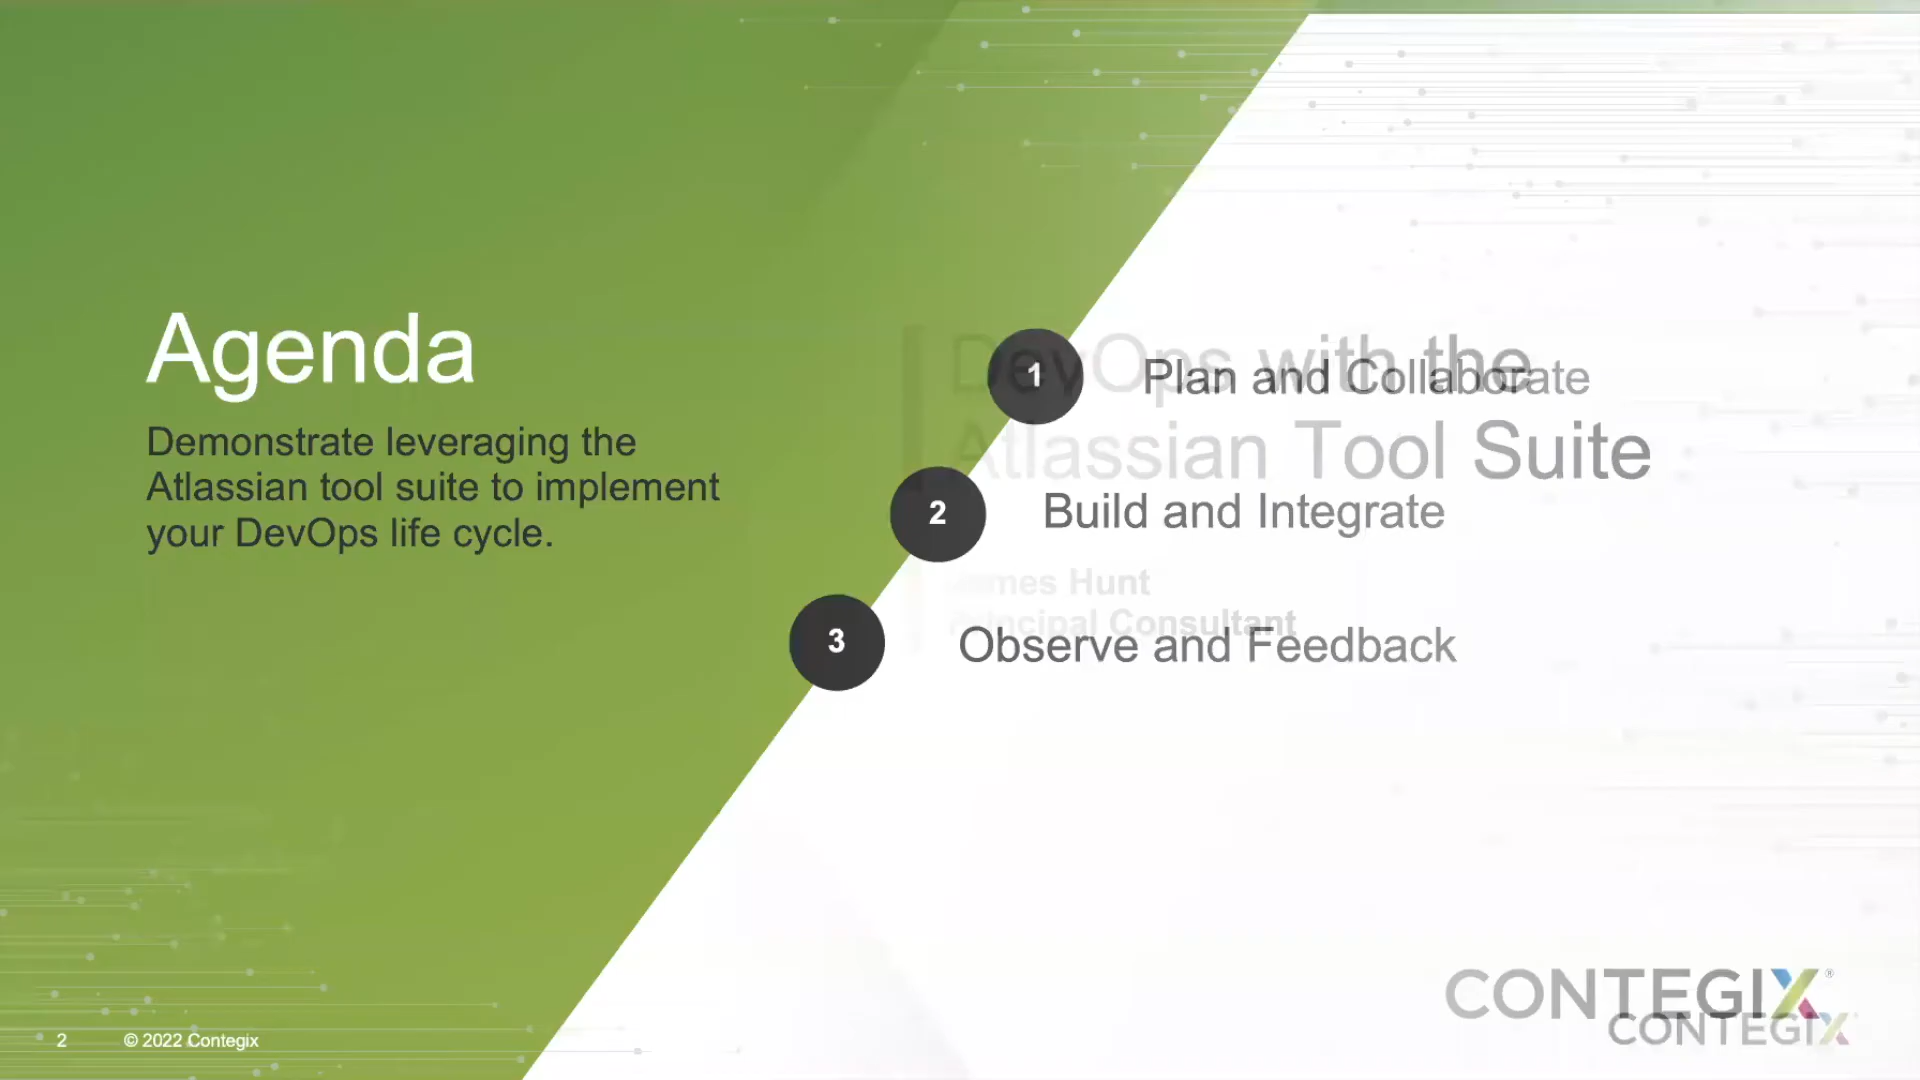 Agenda
Demonstrate leveraging the
Atlassian tool suite to implement
your DevOps life cycle.
DevOps with the
Atlassian Tool Suite
James Hunt
Principal Consultant
1 Plan and Collaborate
2 Build and Integrate
3 Observe and Feedback
CONTEGIX®
CONTEGIX
2 © 2022 Contegix